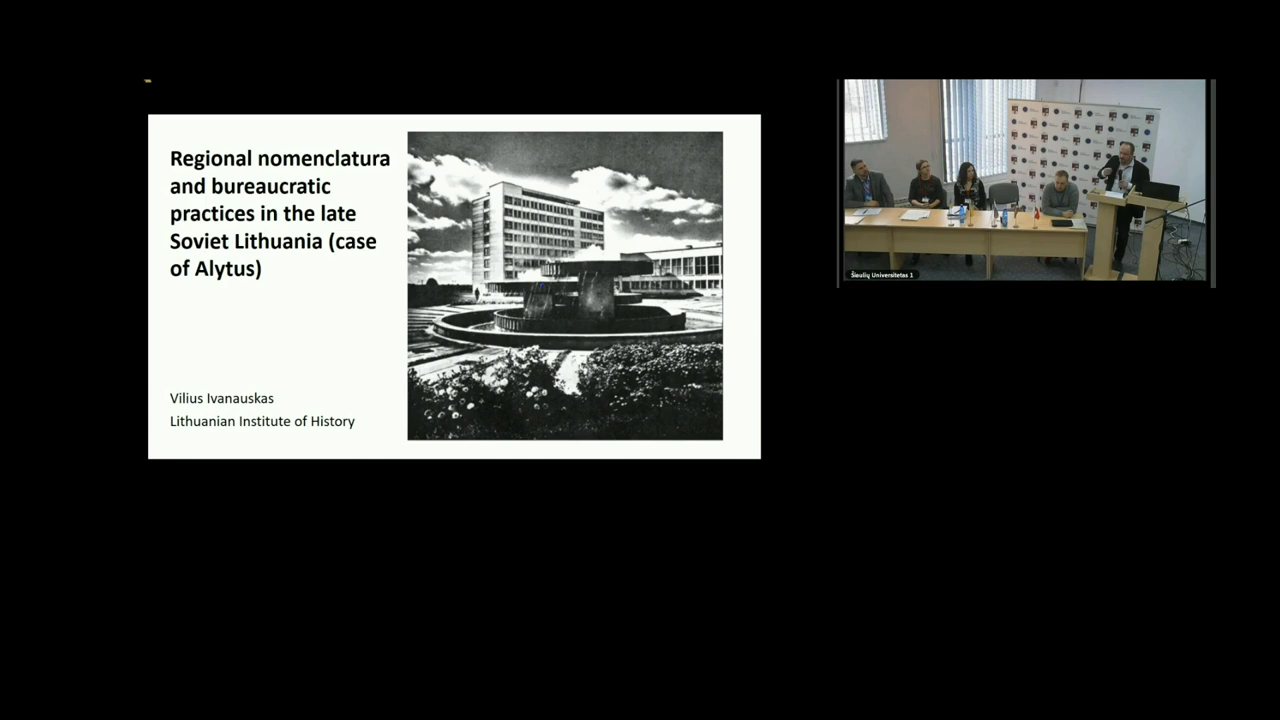 Regional nomenclatura
and bureaucratic
practices in the late
Soviet Lithuania (case
of Alytus)
Vilius Ivanauskas
Lithuanian Institute of History
Šiaulių Universitetas 1